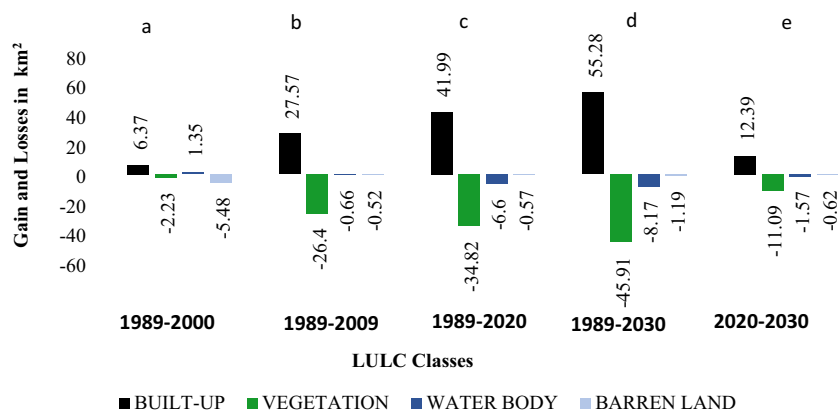 a b c d e
Gain and Losses in km²
80
60
40
20
0
-20
-40
-60
6.37 -2.23 1.35 -5.48
27.57 -26.4 -0.66 -0.52
41.99 -34.82 -6.6 -0.57
55.28 -45.91 -8.17 -1.19
12.39 -11.09 -1.57 -0.62
1989-2000 1989-2009 1989-2020 1989-2030 2020-2030
LULC Classes
BUILT-UP VEGETATION WATER BODY BARREN LAND